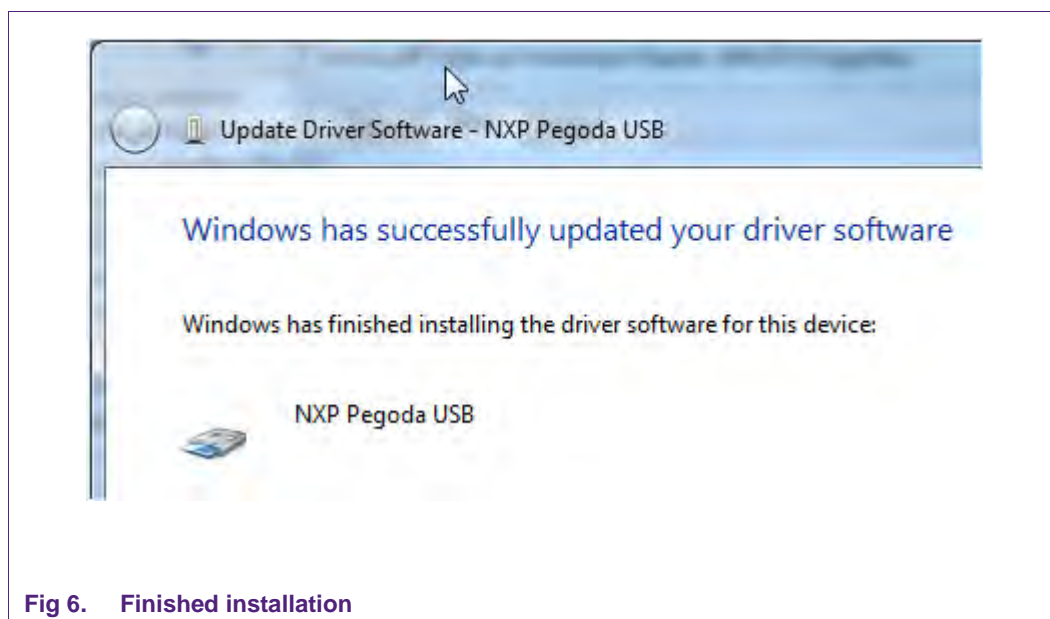 Update Driver Software - NXP Pegoda USB
Windows has successfully updated your driver software
Windows has finished installing the driver software for this device:
NXP Pegoda USB
Fig 6. Finished installation